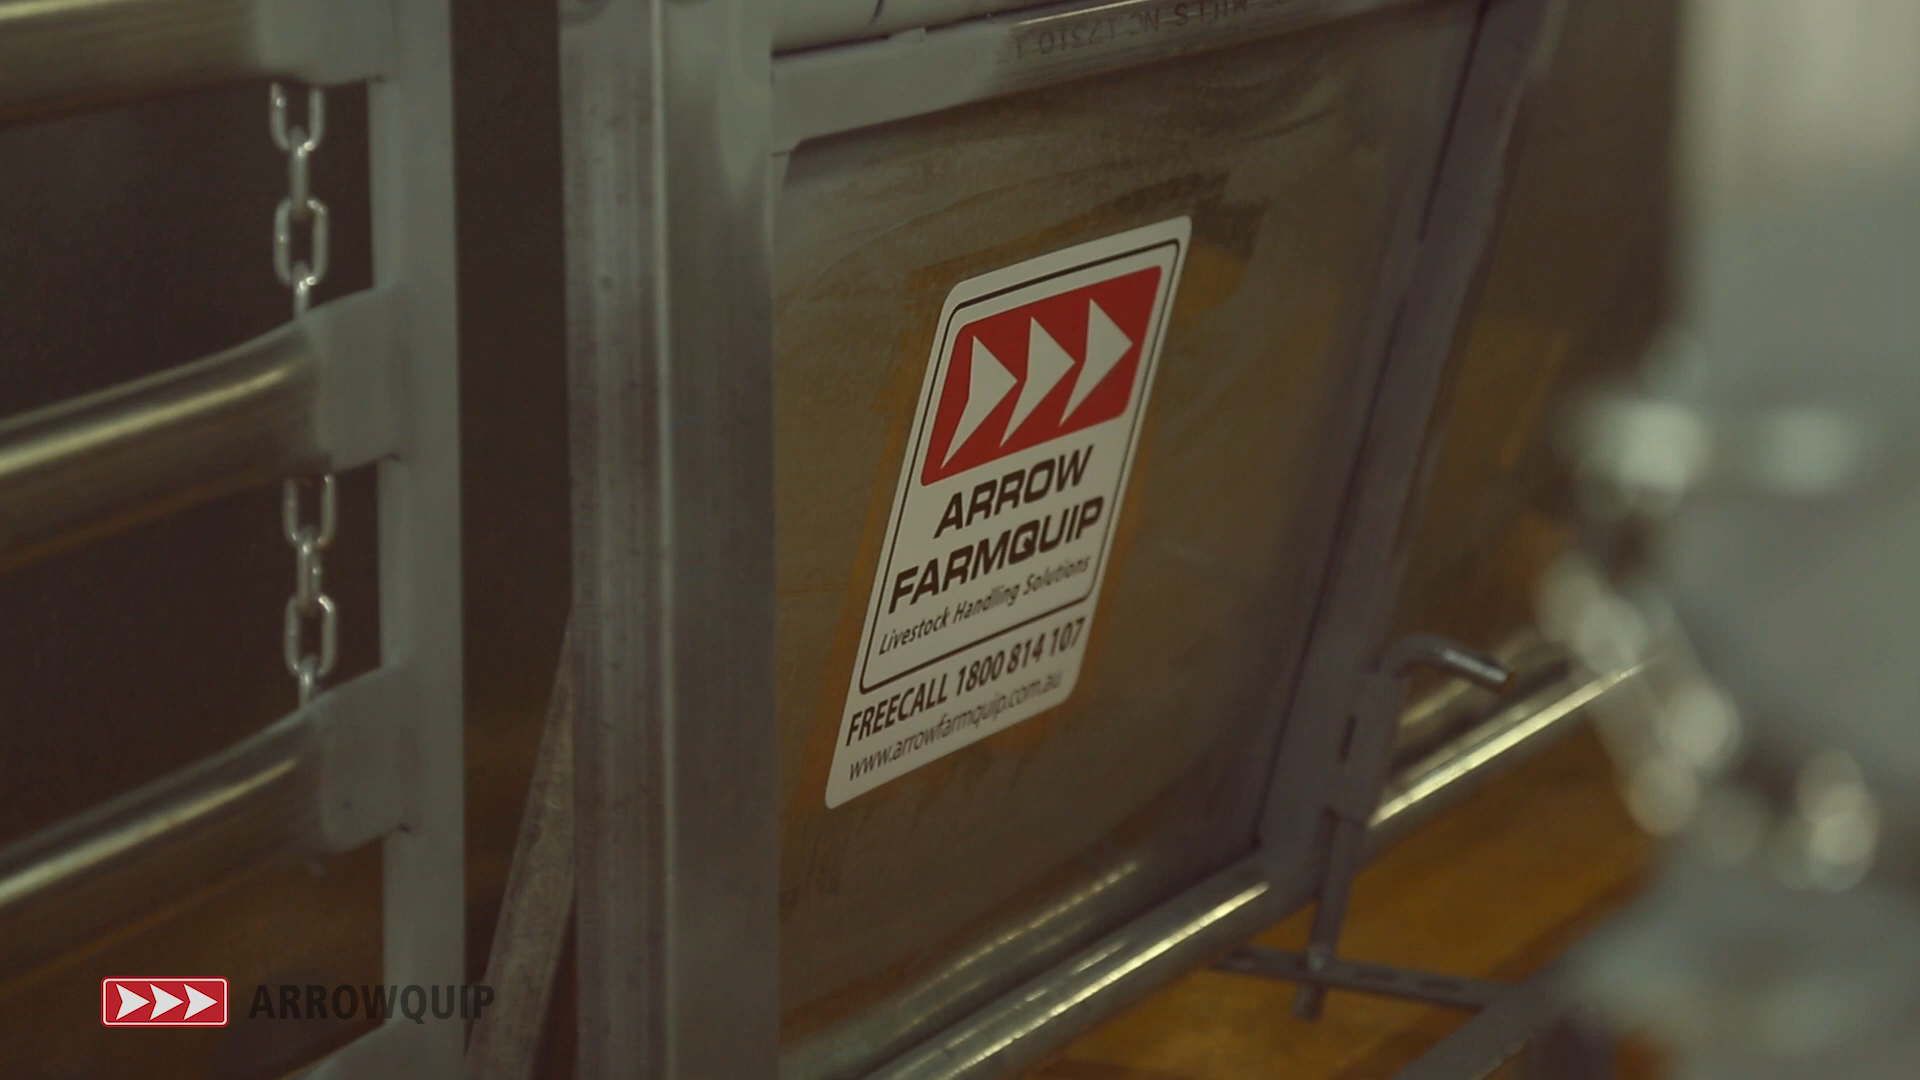 ARROW
FARMQUIP
Livestock Handling Solutions
FREECALL 1800 814 107
www.arrowfarmquip.com.au
ARROWQUIP